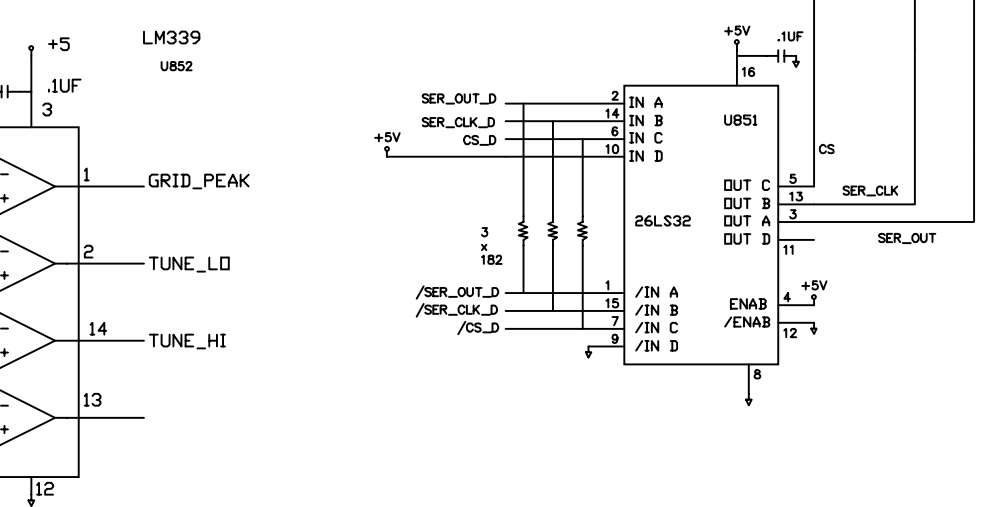 +5
LM339
U852
.1UF
3
1
GRID_PEAK
2
TUNE_LO
14
TUNE_HI
13
12
-
+
-
+
-
+
-
+
+5V
.1UF
16
SER_OUT_D
2
IN A
SER_CLK_D
14
IN B
CS_D
6
IN C
+5V
10
IN D
U851
CS
OUT C
5
OUT B
13
SER_CLK
OUT A
3
OUT D
11
SER_OUT
26LS32
3
x
182
/SER_OUT_D
1
/IN A
/SER_CLK_D
15
/IN B
/CS_D
7
/IN C
9
/IN D
ENAB
4
+5V
/ENAB
12
8